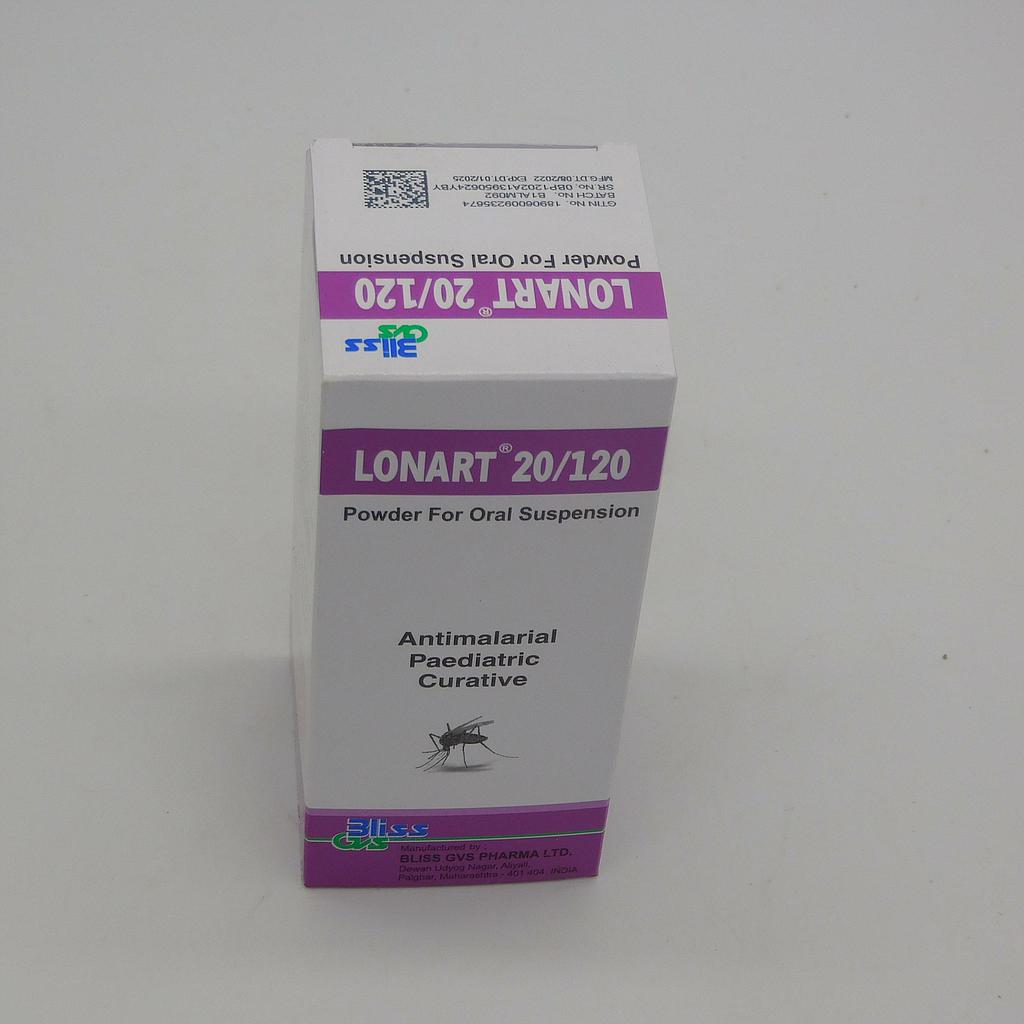 GTIN No. 18906009235674
BATCH No. B1ALM092
SR.No. 0BP1202A13950624YBY
MFG.DT.08/2022 EXP.DT.01/2025
Powder For Oral Suspension
LONART® 20/120
Bliss
GVS
LONART® 20/120
Powder For Oral Suspension
Antimalarial
Paediatric
Curative
Bliss
GVS
Manufactured by :
BLISS GVS PHARMA LTD.
Dewan Udyog Nagar, Aliyali,
Palghar, Maharashtra - 401 404. INDIA